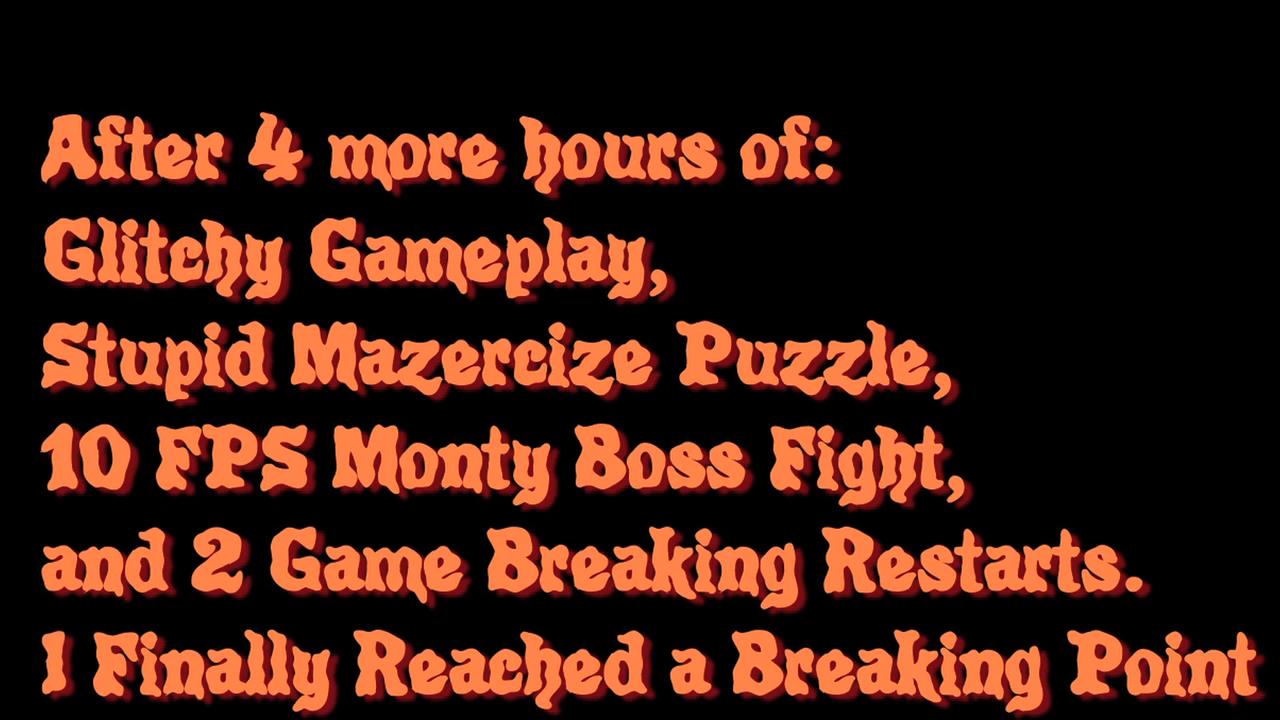 After 4 more hours of:
Glitchy Gameplay,
Stupid Mazercize Puzzle,
10 FPS Monty Boss Fight,
and 2 Game Breaking Restarts.
I Finally Reached a Breaking Point